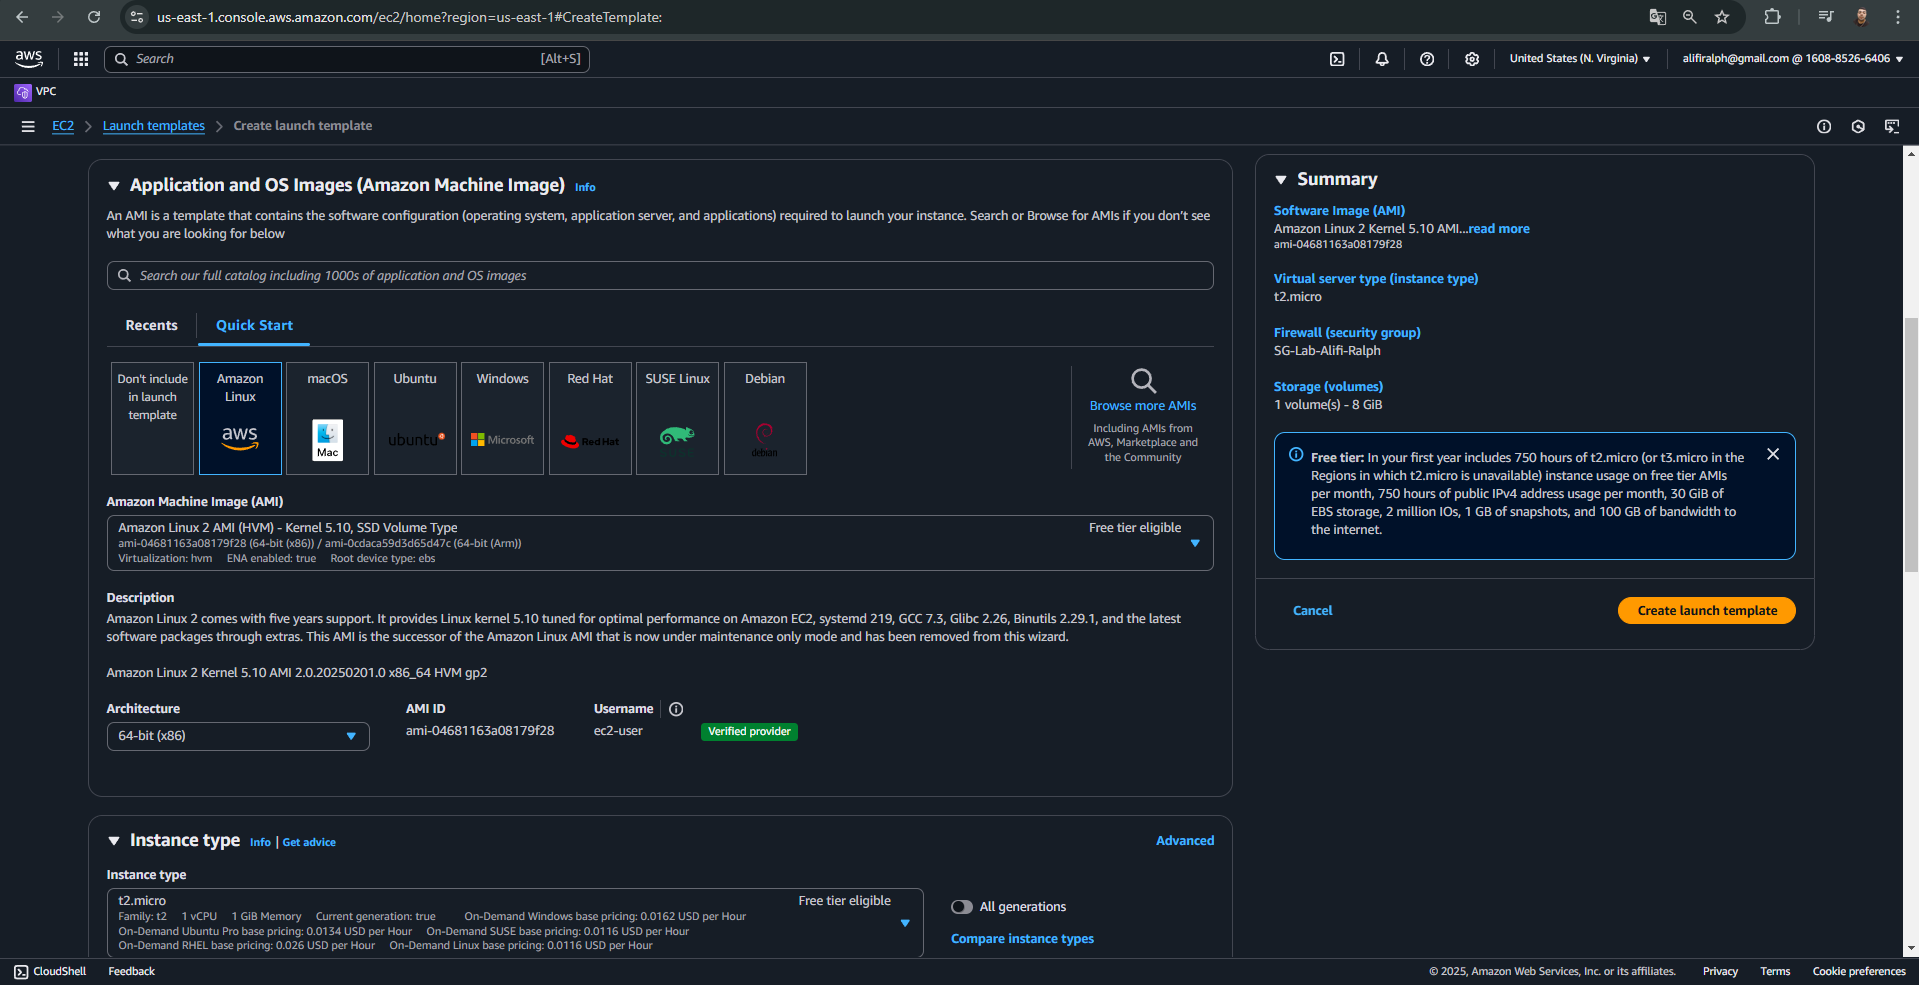 us-east-1.console.aws.amazon.com/ec2/home?region=us-east-1#CreateTemplate:
aws
Search
[Alt+S]
United States (N. Virginia)
alifiralph@gmail.com @ 1608-8526-6406
VPC
EC2
Launch templates
Create launch template
Application and OS Images (Amazon Machine Image) Info
An AMI is a template that contains the software configuration (operating system, application server, and applications) required to launch your instance. Search or Browse for AMIs if you don't see
what you are looking for below
Search our full catalog including 1000s of application and OS images
Recents
Quick Start
Don't include
in launch
template
Amazon
Linux
aws
macOS
Mac
Ubuntu
ubuntu
Windows
Microsoft
Red Hat
Red Hat
SUSE Linux
Debian
debian
Browse more AMIs
Including AMIs from
AWS, Marketplace and
the Community
Amazon Machine Image (AMI)
Amazon Linux 2 AMI (HVM) - Kernel 5.10, SSD Volume Type
Free tier eligible
ami-04681163a08179f28 (64-bit (x86)) / ami-0cdaca59d3d65d47c (64-bit (Arm))
Virtualization: hvm ENA enabled: true Root device type: ebs
Description
Amazon Linux 2 comes with five years support. It provides Linux kernel 5.10 tuned for optimal performance on Amazon EC2, systemd 219, GCC 7.3, Glibc 2.26, Binutils 2.29.1, and the latest
software packages through extras. This AMI is the successor of the Amazon Linux AMI that is now under maintenance only mode and has been removed from this wizard.
Amazon Linux 2 Kernel 5.10 AMI 2.0.20250201.0 x86_64 HVM gp2
Architecture
64-bit (x86)
AMI ID
ami-04681163a08179f28
Username
ec2-user
Verified provider
Instance type Info | Get advice
Advanced
Instance type
t2.micro
Free tier eligible
Family: t2 1 vCPU 1 GiB Memory Current generation: true On-Demand Windows base pricing: 0.0162 USD per Hour
On-Demand Ubuntu Pro base pricing: 0.0134 USD per Hour On-Demand SUSE base pricing: 0.0116 USD per Hour
On-Demand RHEL base pricing: 0.026 USD per Hour On-Demand Linux base pricing: 0.0116 USD per Hour
All generations
Compare instance types
Summary
Software Image (AMI)
Amazon Linux 2 Kernel 5.10 AMI...read more
ami-04681163a08179f28
Virtual server type (instance type)
t2.micro
Firewall (security group)
SG-Lab-Alifi-Ralph
Storage (volumes)
1 volume(s) - 8 GiB
Free tier: In your first year includes 750 hours of t2.micro (or t3.micro in the
Regions in which t2.micro is unavailable) instance usage on free tier AMIs
per month, 750 hours of public IPv4 address usage per month, 30 GiB of
EBS storage, 2 million IOs, 1 GB of snapshots, and 100 GB of bandwidth to
the internet.
Cancel
Create launch template
CloudShell
Feedback
© 2025, Amazon Web Services, Inc. or its affiliates.
Privacy
Terms
Cookie preferences